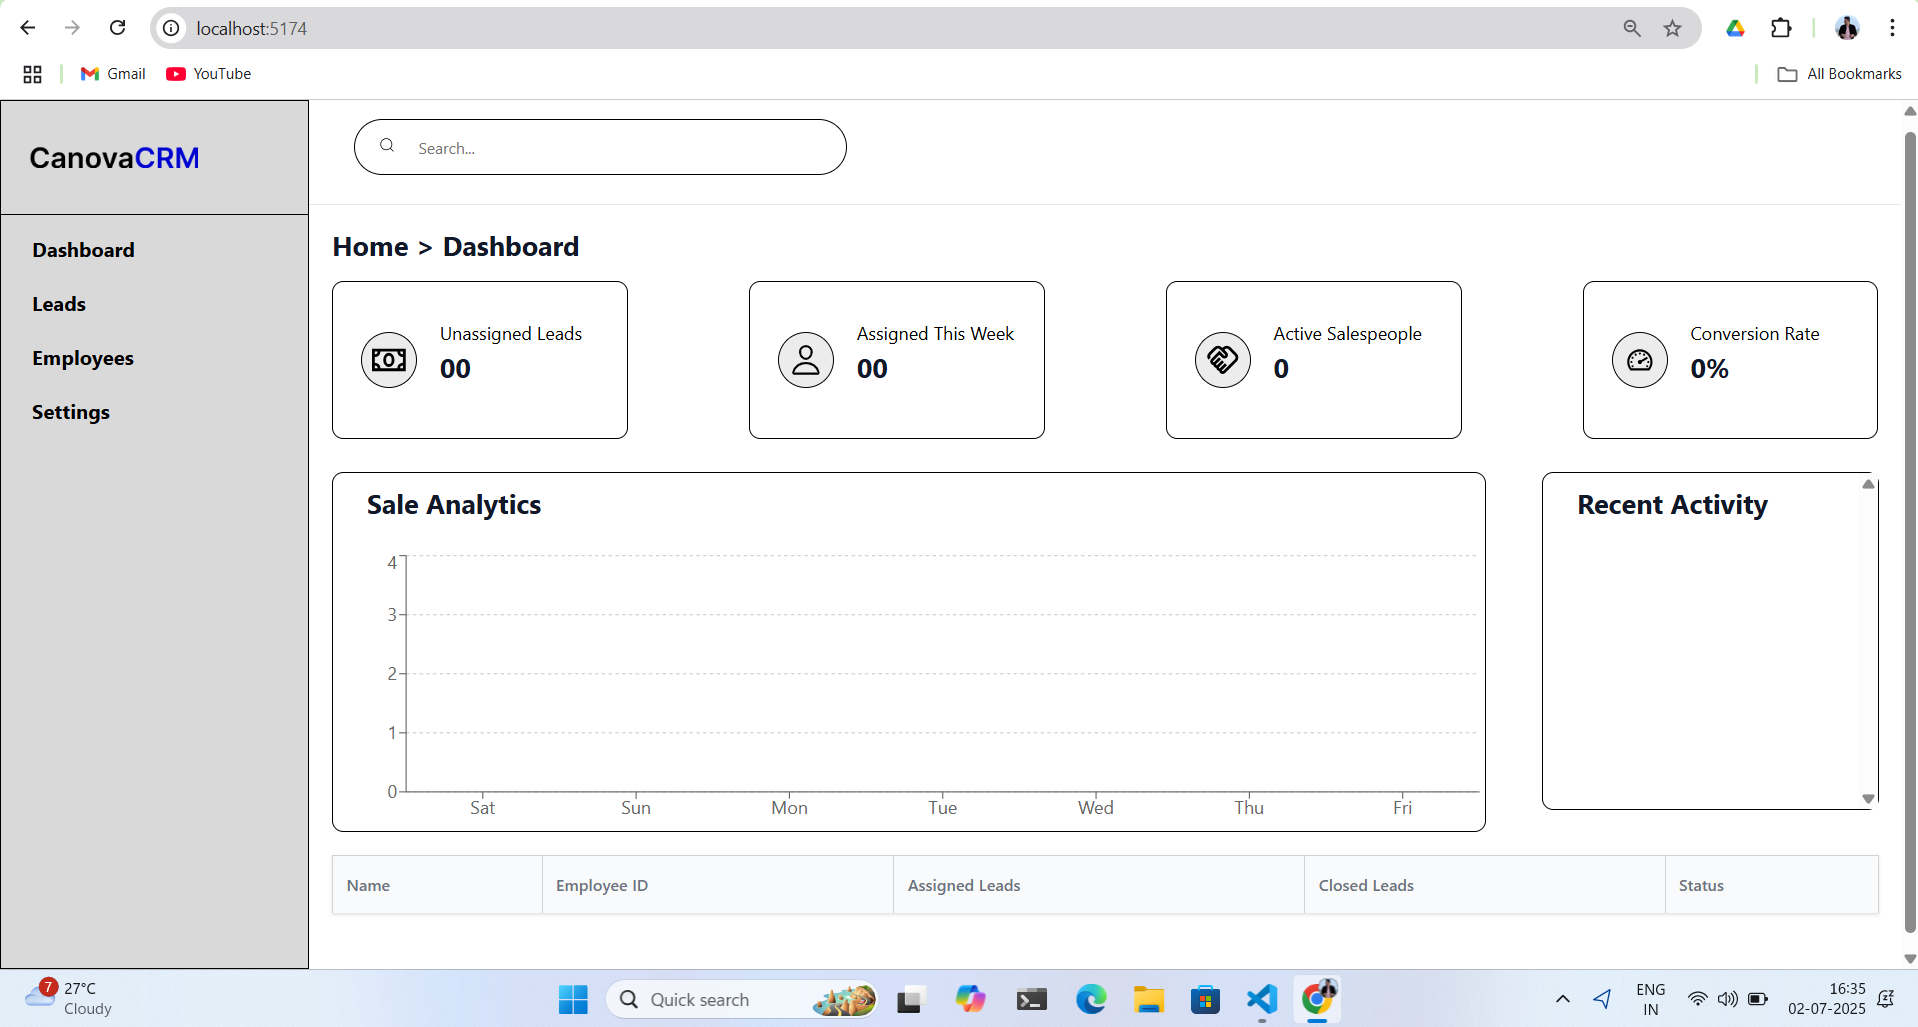 localhost:5174
Gmail
YouTube
All Bookmarks
CanovaCRM
Search...
Dashboard
Leads
Employees
Settings
Home > Dashboard
Unassigned Leads
00
Assigned This Week
00
Active Salespeople
0
Conversion Rate
0%
Sale Analytics
4
3
2
1
0
Sat Sun Mon Tue Wed Thu Fri
Recent Activity
Name Employee ID Assigned Leads Closed Leads Status
7
27°C
Cloudy
Quick search
ENG
IN
16:35
02-07-2025